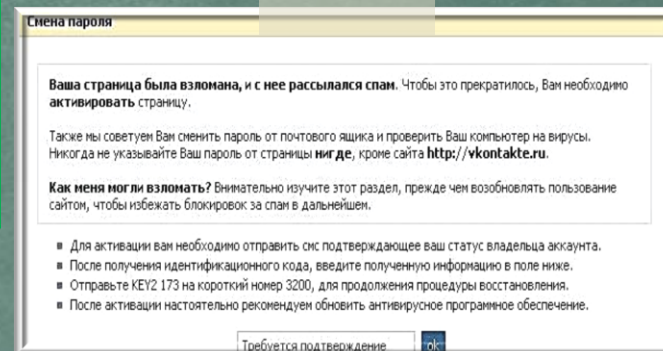 Смена пароля
Ваша страница была взломана, и с нее рассылался спам. Чтобы это прекратилось, Вам необходимо
активировать страницу.
Также мы советуем Вам сменить пароль от почтового ящика и проверить Ваш компьютер на вирусы.
Никогда не указывайте Ваш пароль от страницы нигде, кроме сайта http://vkontakte.ru.
Как меня могли взломать? Внимательно изучите этот раздел, прежде чем возобновлять пользование
сайтом, чтобы избежать блокировок за спам в дальнейшем.
Для активации вам необходимо отправить смс подтверждающее ваш статус владельца аккаунта.
После получения идентификационного кода, введите полученную информацию в поле ниже.
Отправьте KEY2 173 на короткий номер 3200, для продолжения процедуры восстановления.
После активации настоятельно рекомендуем обновить антивирусное программное обеспечение.
Требуется подтверждение ok